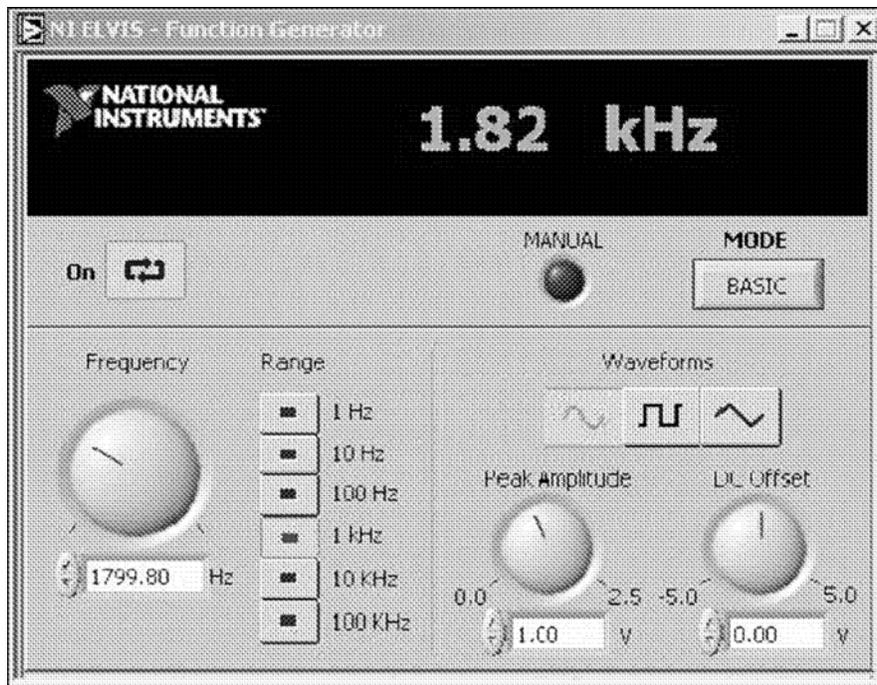 NI ELVIS - Function Generator
NATIONAL
INSTRUMENTS™
1.82 kHz
On
MANUAL
MODE
BASIC
Frequency
Range
Waveforms
1 Hz
10 Hz
100 Hz
1 kHz
10 KHz
100 KHz
1799.80 Hz
Peak Amplitude
DC Offset
0.0 2.5
-5.0 5.0
1.00 V
0.00 V